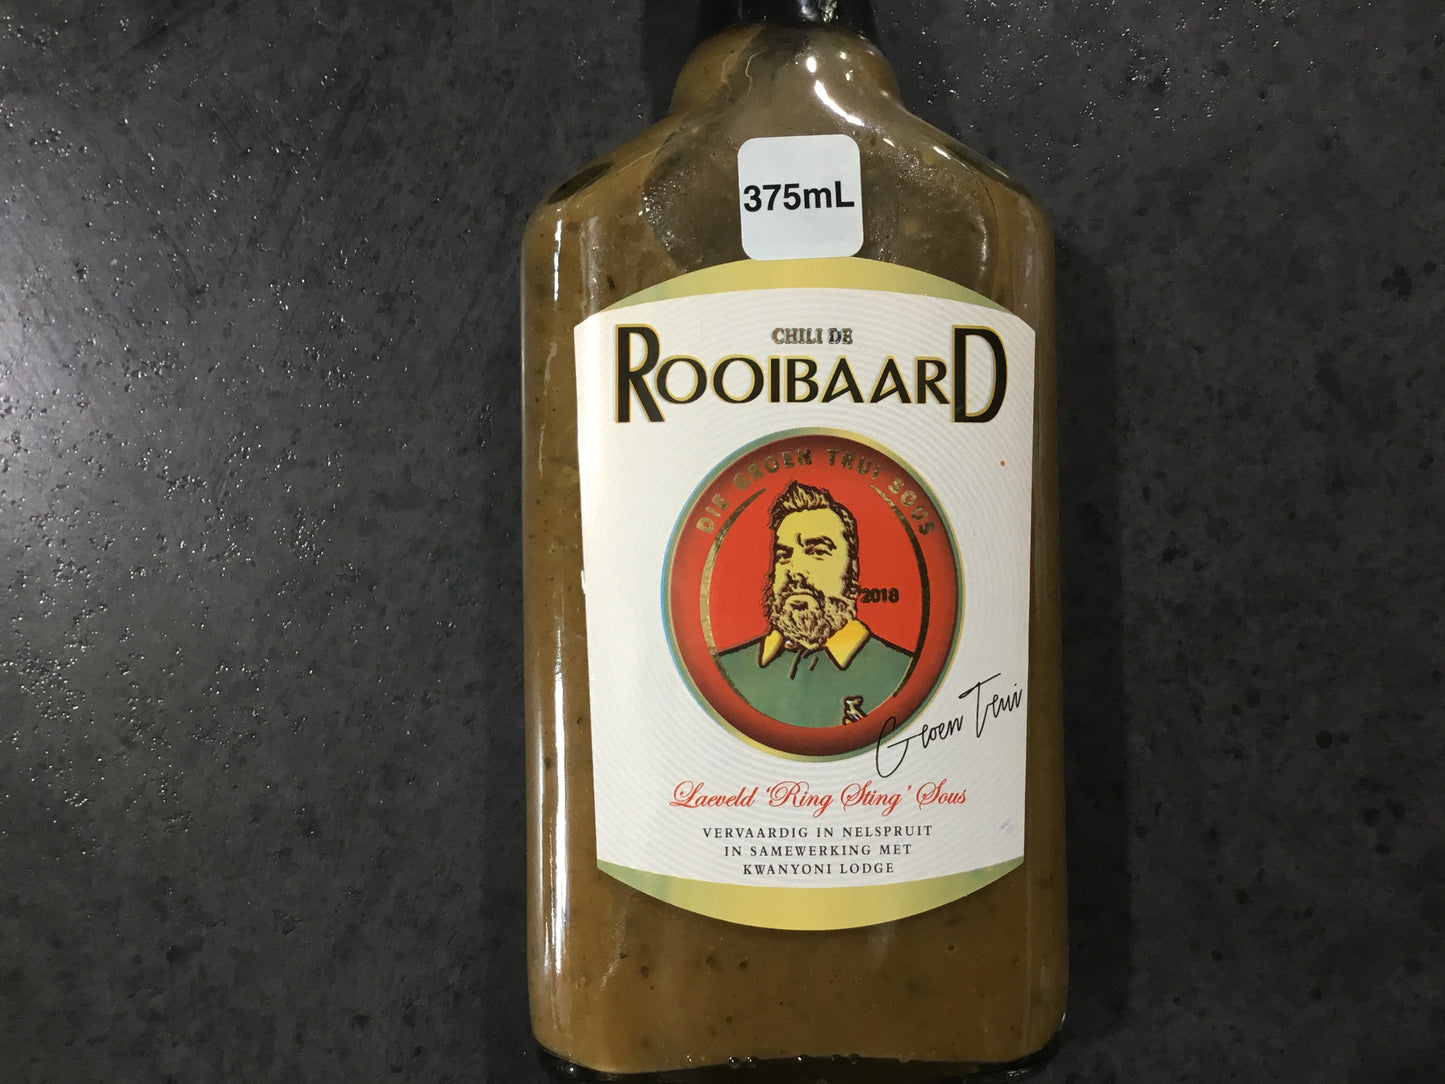 375mL
CHILI DE
ROOIBAARD
DIE GROEN TRUI SOUS
2018
Groen Trui
Laeveld 'Ring Sting' Sous
VERVAARDIG IN NELSPRUIT
IN SAMEWERKING MET
KWANYONI LODGE